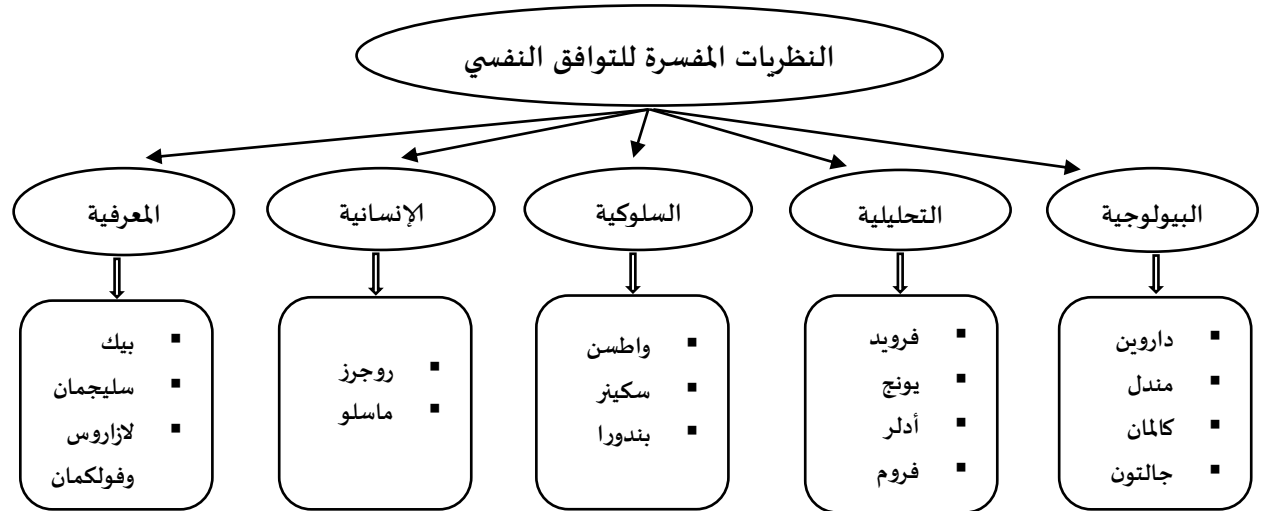 النظريات المفسرة للتوافق النفسي
البيولوجية
التحليلية
السلوكية
الإنسانية
المعرفية
▪ داروين
▪ مندل
▪ كالمان
▪ جالتون
▪ فرويد
▪ يونج
▪ أدلر
▪ فروم
▪ واطسن
▪ سكينر
▪ بندورا
▪ روجرز
▪ ماسلو
▪ بيك
▪ سليجمان
▪ لازاروس
وفولكمان